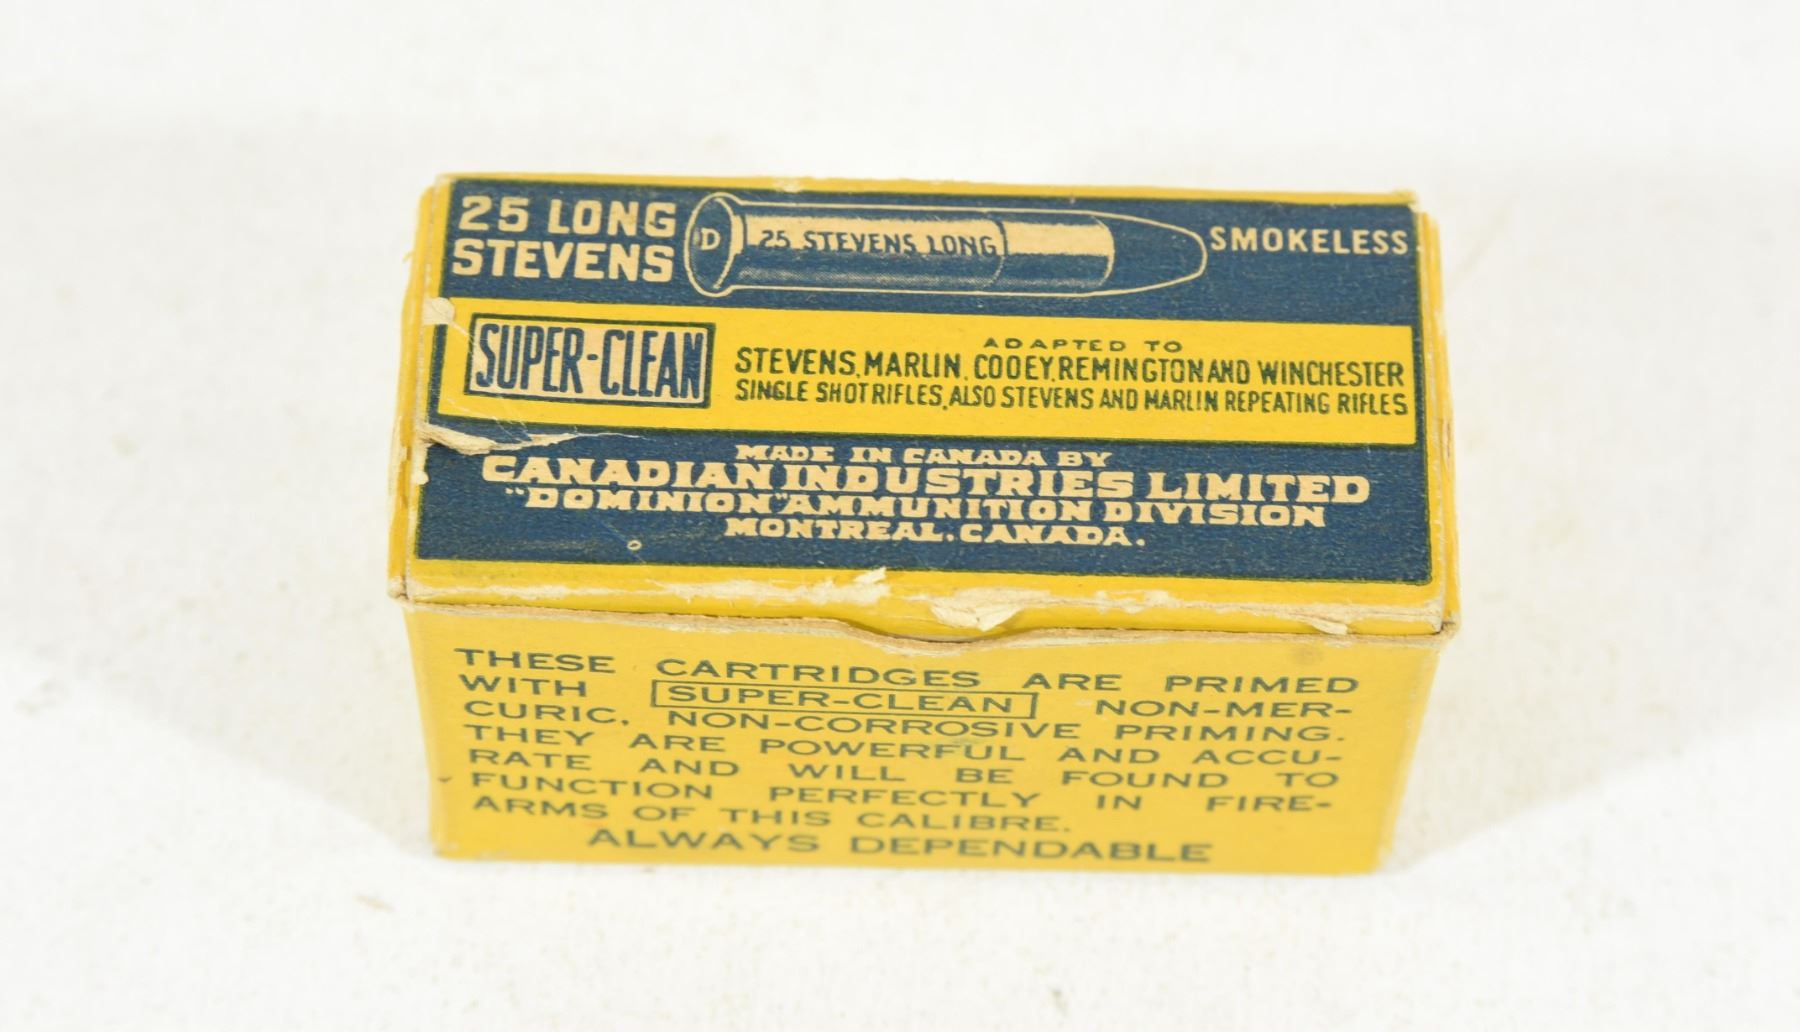 25 LONG
STEVENS
D
25 STEVENS LONG
SMOKELESS
SUPER-CLEAN
ADAPTED TO
STEVENS, MARLIN, COOEY, REMINGTON AND WINCHESTER
SINGLE SHOT RIFLES, ALSO STEVENS AND MARLIN REPEATING RIFLES
MADE IN CANADA BY
CANADIAN INDUSTRIES LIMITED
"DOMINION" AMMUNITION DIVISION
MONTREAL, CANADA.
THESE CARTRIDGES ARE PRIMED
WITH SUPER-CLEAN NON-MER-
CURIC, NON-CORROSIVE PRIMING.
THEY ARE POWERFUL AND ACCU-
RATE AND WILL BE FOUND TO
FUNCTION PERFECTLY IN FIRE-
ARMS OF THIS CALIBRE.
ALWAYS DEPENDABLE